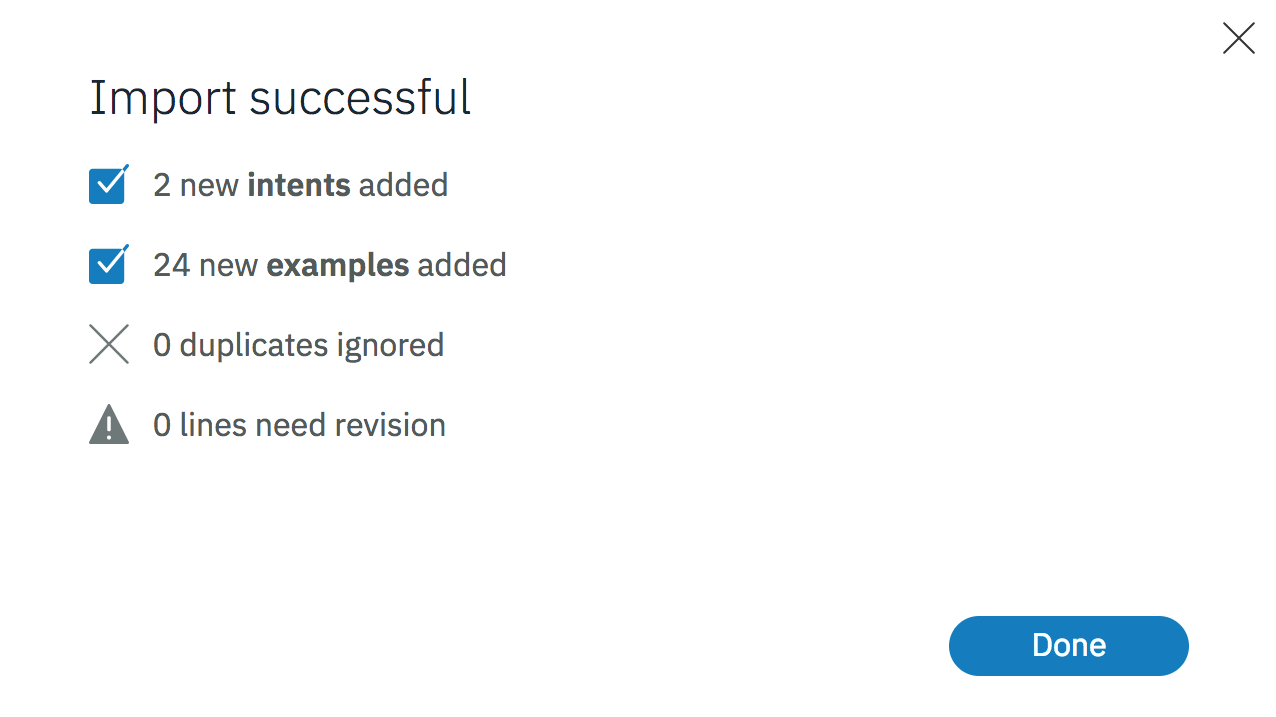 Import successful
2 new intents added
24 new examples added
0 duplicates ignored
0 lines need revision
Done